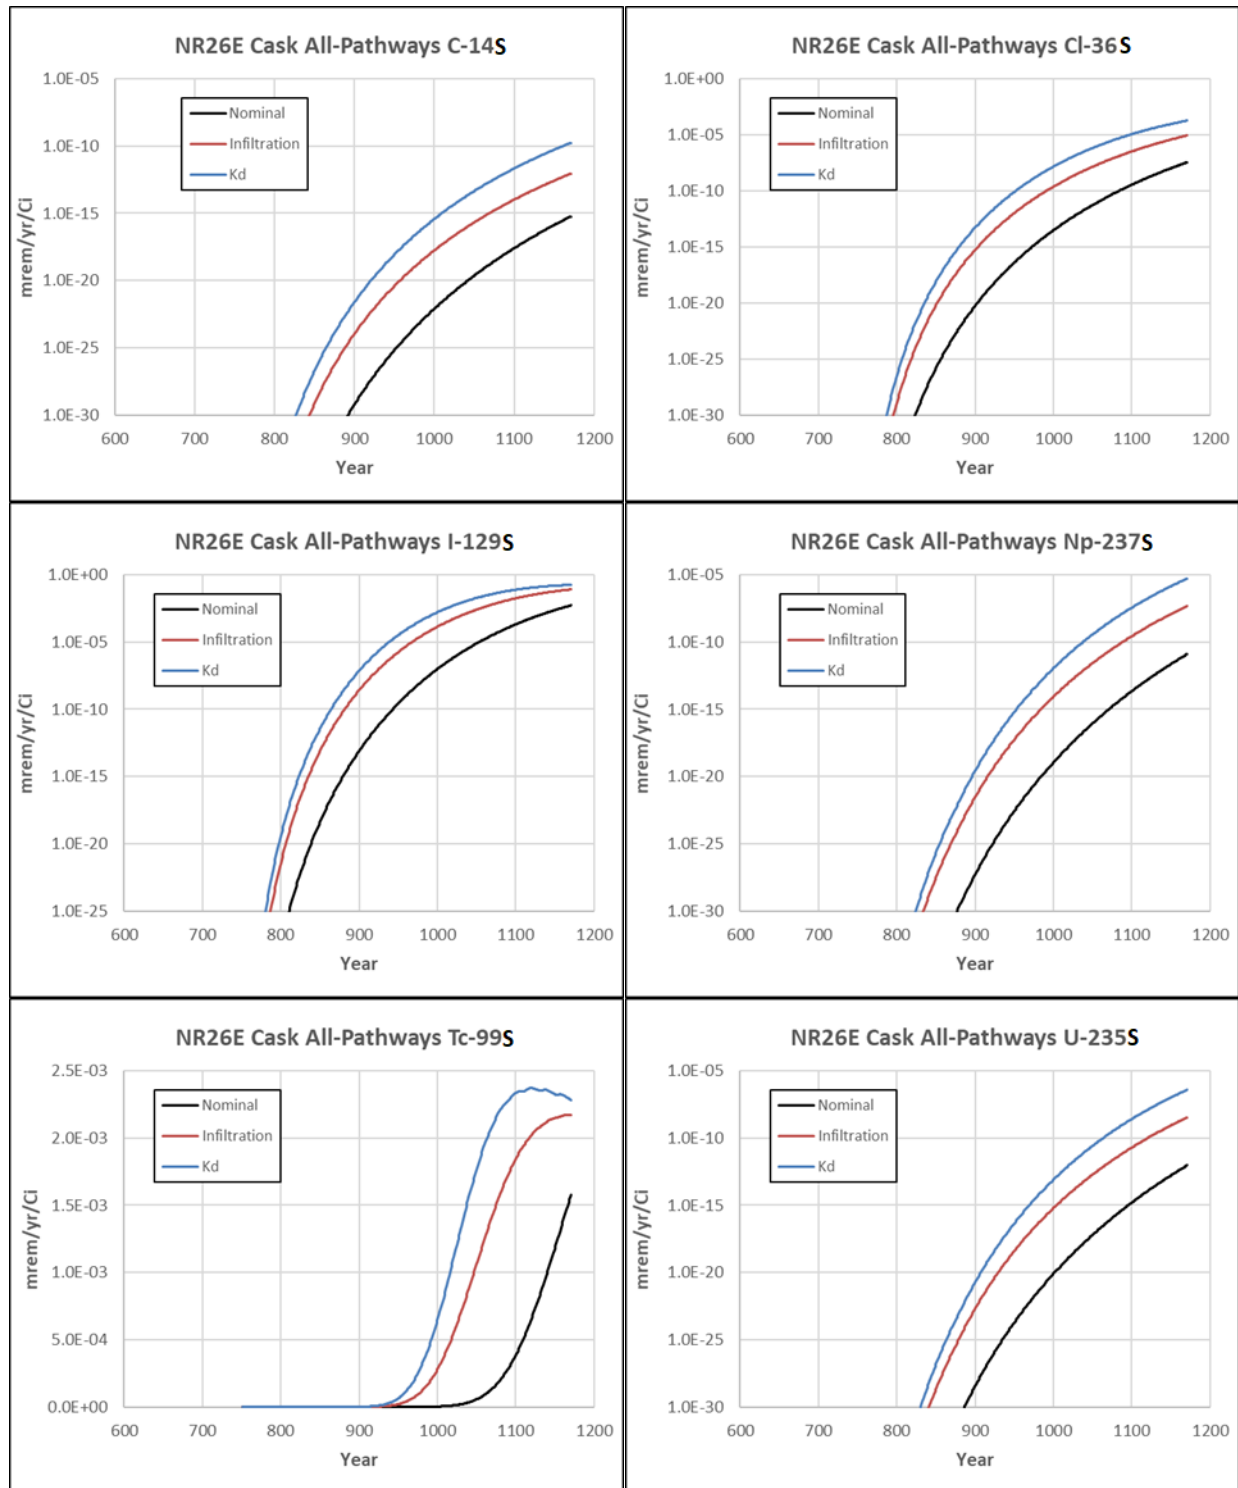 NR26E Cask All-Pathways C-14S
1.0E-05
1.0E-10
1.0E-15
1.0E-20
1.0E-25
1.0E-30
mrem/yr/Ci
Nominal
Infiltration
Kd
600 700 800 900 1000 1100 1200
Year
NR26E Cask All-Pathways Cl-36S
1.0E+00
1.0E-05
1.0E-10
1.0E-15
1.0E-20
1.0E-25
1.0E-30
mrem/yr/Ci
Nominal
Infiltration
Kd
600 700 800 900 1000 1100 1200
Year
NR26E Cask All-Pathways I-129S
1.0E+00
1.0E-05
1.0E-10
1.0E-15
1.0E-20
1.0E-25
mrem/yr/Ci
Nominal
Infiltration
Kd
600 700 800 900 1000 1100 1200
Year
NR26E Cask All-Pathways Np-237S
1.0E-05
1.0E-10
1.0E-15
1.0E-20
1.0E-25
1.0E-30
mrem/yr/Ci
Nominal
Infiltration
Kd
600 700 800 900 1000 1100 1200
Year
NR26E Cask All-Pathways Tc-99S
2.5E-03
2.0E-03
1.5E-03
1.0E-03
5.0E-04
0.0E+00
mrem/yr/Ci
Nominal
Infiltration
Kd
600 700 800 900 1000 1100 1200
Year
NR26E Cask All-Pathways U-235S
1.0E-05
1.0E-10
1.0E-15
1.0E-20
1.0E-25
1.0E-30
mrem/yr/Ci
Nominal
Infiltration
Kd
600 700 800 900 1000 1100 1200
Year